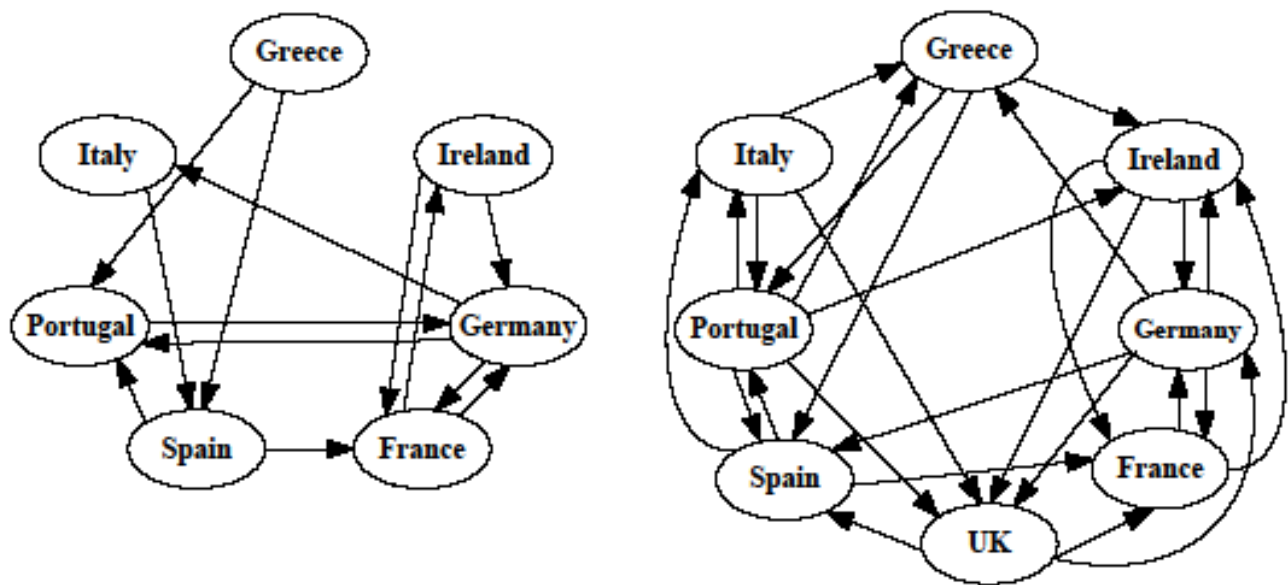 Greece
Italy
Ireland
Portugal
Germany
Spain
France
Greece
Italy
Ireland
Portugal
Germany
Spain
France
UK